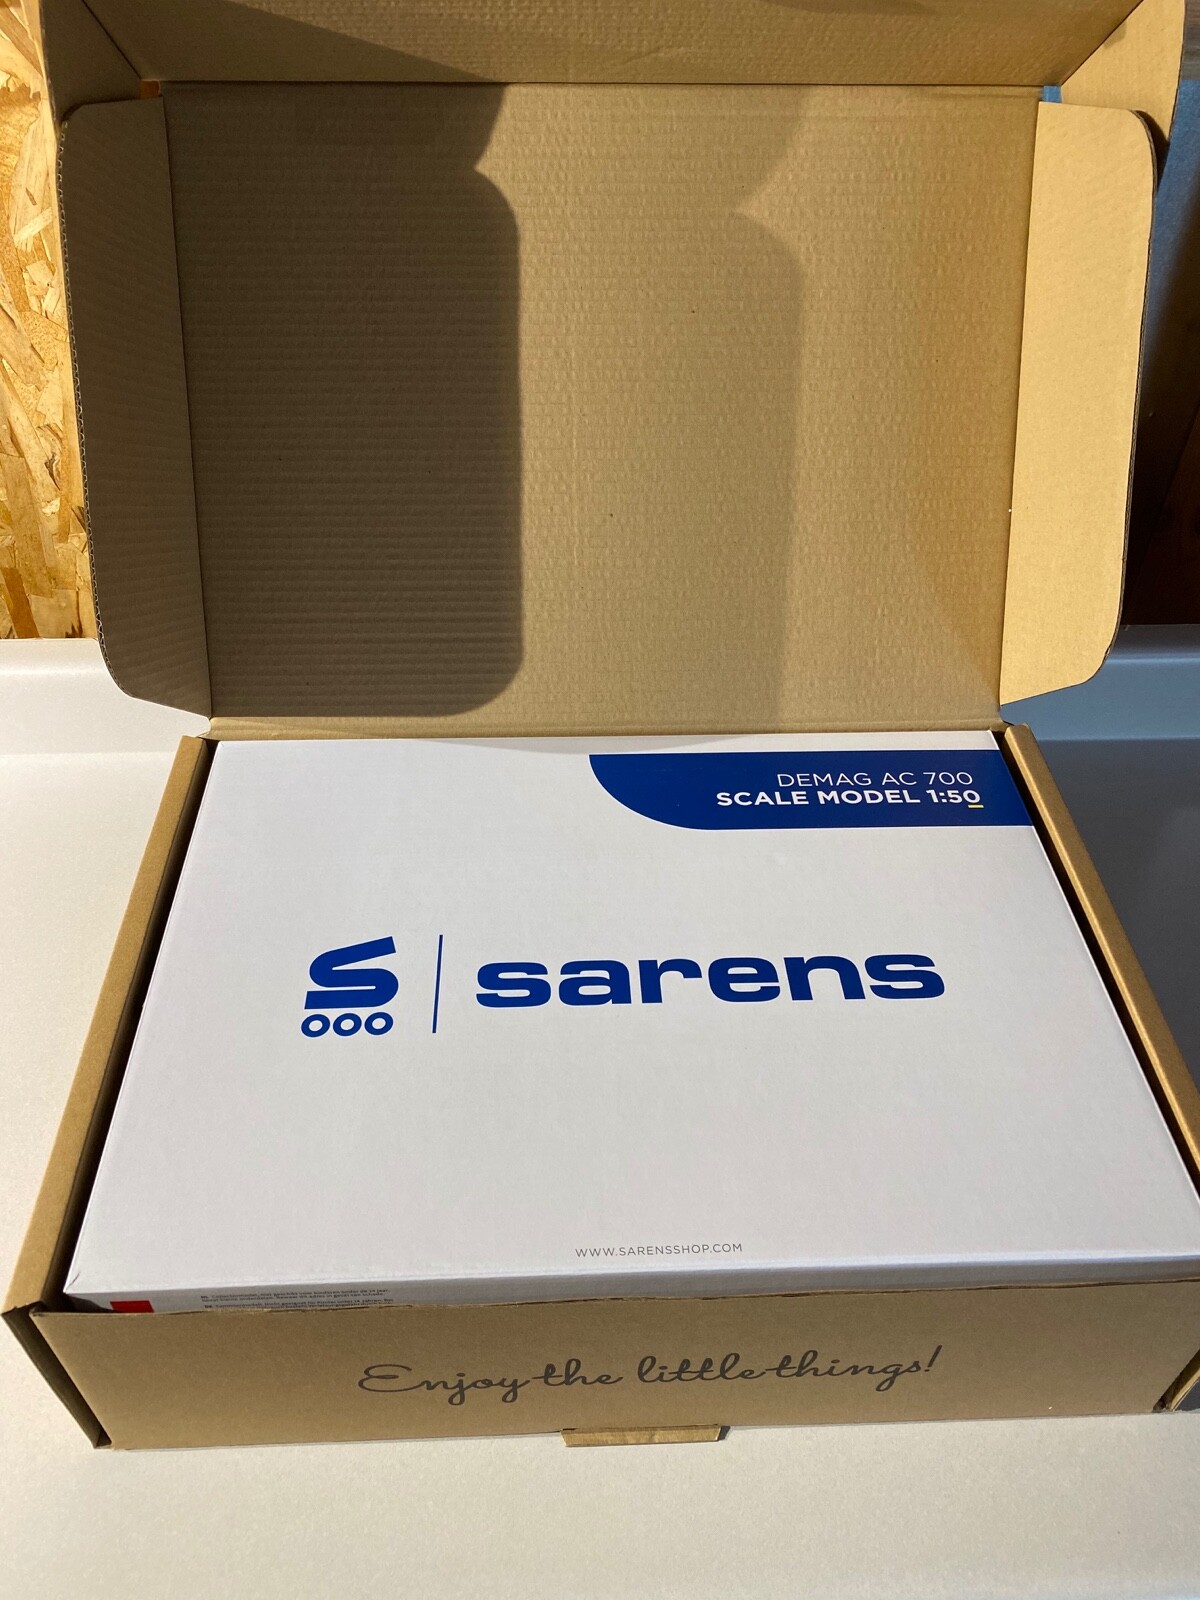 DEMAG AC 700
SCALE MODEL 1:50
sarens
WWW.SARENSSHOP.COM
Enjoy the little things!